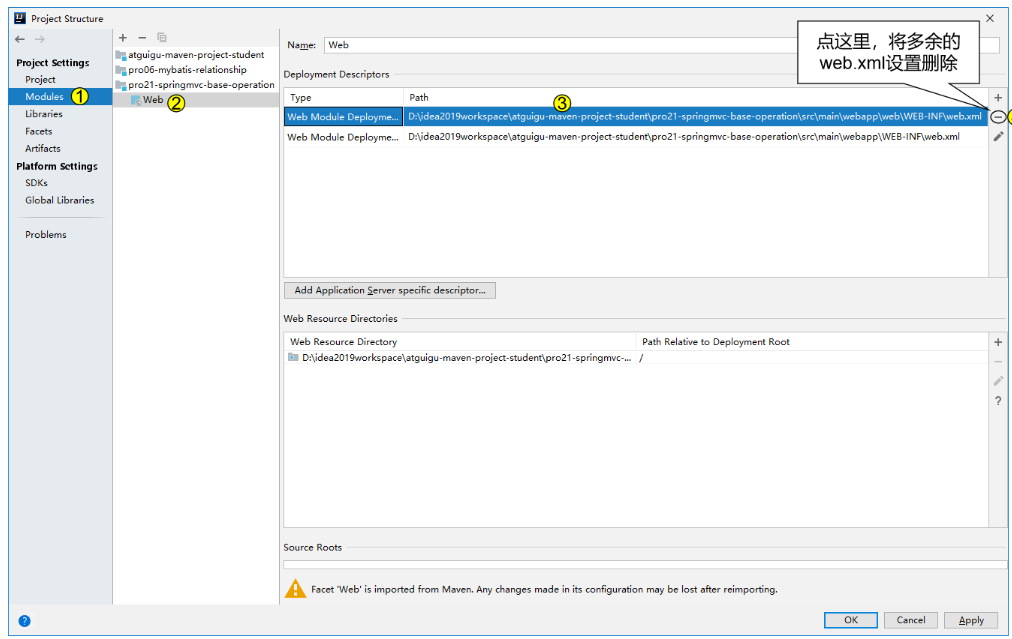 Project Structure
点这里，将多余的
web.xml设置删除
Project Settings
Project
Modules ①
Libraries
Facets
Artifacts
Platform Settings
SDKs
Global Libraries
Problems
atguigu-maven-project-student
pro06-mybatis-relationship
pro21-springmvc-base-operation
Web ②
Name: Web
Deployment Descriptors
Type Path ③
Web Module Deployme... D:\idea2019workspace\atguigu-maven-project-student\pro21-springmvc-base-operation\src\main\webapp\web\WEB-INF\web.xml
Web Module Deployme... D:\idea2019workspace\atguigu-maven-project-student\pro21-springmvc-base-operation\src\main\webapp\WEB-INF\web.xml
Add Application Server specific descriptor...
Web Resource Directories
Web Resource Directory Path Relative to Deployment Root
D:\idea2019workspace\atguigu-maven-project-student\pro21-springmvc-... /
Source Roots
Facet 'Web' is imported from Maven. Any changes made in its configuration may be lost after reimporting.
OK Cancel Apply